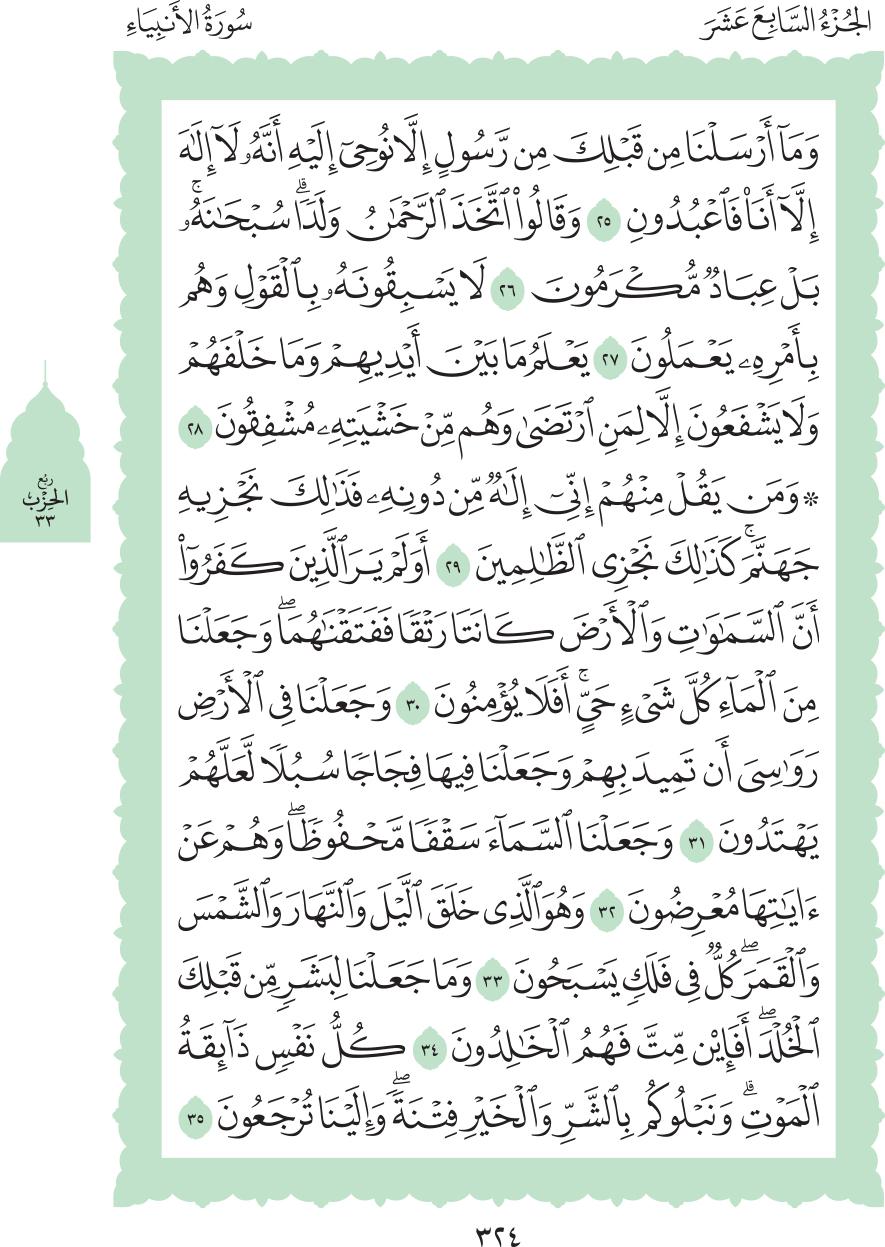 الجُزْءُ السَّابِعَ عَشَرَ
سُورَةُ الأَنبِيَاءِ
وَمَآ أَرْسَلْنَا مِن قَبْلِكَ مِن رَّسُولٍ إِلَّا نُوحِىٓ إِلَيْهِ أَنَّهُۥ لَآ إِلَٰهَ
إِلَّآ أَنَا۠ فَٱعْبُدُونِ ٢٥ وَقَالُوا۟ ٱتَّخَذَ ٱلرَّحْمَٰنُ وَلَدًا ۗ سُبْحَٰنَهُۥ ۚ
بَلْ عِبَادٌ مُّكْرَمُونَ ٢٦ لَا يَسْبِقُونَهُۥ بِٱلْقَوْلِ وَهُم
بِأَمْرِهِۦ يَعْمَلُونَ ٢٧ يَعْلَمُ مَا بَيْنَ أَيْدِيهِمْ وَمَا خَلْفَهُمْ
وَلَا يَشْفَعُونَ إِلَّا لِمَنِ ٱرْتَضَىٰ وَهُم مِّنْ خَشْيَتِهِۦ مُشْفِقُونَ ٢٨
۞ وَمَن يَقُلْ مِنْهُمْ إِنِّىٓ إِلَٰهٌ مِّن دُونِهِۦ فَذَٰلِكَ نَجْزِيهِ
جَهَنَّمَ ۚ كَذَٰلِكَ نَجْزِى ٱلظَّٰلِمِينَ ٢٩ أَوَلَمْ يَرَ ٱلَّذِينَ كَفَرُوٓا۟
أَنَّ ٱلسَّمَٰوَٰتِ وَٱلْأَرْضَ كَانَتَا رَتْقًا فَفَتَقْنَٰهُمَا ۖ وَجَعَلْنَا
مِنَ ٱلْمَآءِ كُلَّ شَىْءٍ حَىٍّ ۚ أَفَلَا يُؤْمِنُونَ ٣٠ وَجَعَلْنَا فِى ٱلْأَرْضِ
رَوَٰسِىَ أَن تَمِيدَ بِهِمْ وَجَعَلْنَا فِيهَا فِجَاجًا سُبُلًا لَّعَلَّهُمْ
يَهْتَدُونَ ٣١ وَجَعَلْنَا ٱلسَّمَآءَ سَقْفًا مَّحْفُوظًا ۖ وَهُمْ عَنْ
ءَايَٰتِهَا مُعْرِضُونَ ٣٢ وَهُوَ ٱلَّذِى خَلَقَ ٱلَّيْلَ وَٱلنَّهَارَ وَٱلشَّمْسَ
وَٱلْقَمَرَ ۖ كُلٌّ فِى فَلَكٍ يَسْبَحُونَ ٣٣ وَمَا جَعَلْنَا لِبَشَرٍ مِّن قَبْلِكَ
ٱلْخُلْدَ ۖ أَفَإِي۟ن مِّتَّ فَهُمُ ٱلْخَٰلِدُونَ ٣٤ كُلُّ نَفْسٍ ذَآئِقَةُ
ٱلْمَوْتِ ۗ وَنَبْلُوكُم بِٱلشَّرِّ وَٱلْخَيْرِ فِتْنَةً ۖ وَإِلَيْنَا تُرْجَعُونَ ٣٥
رُبْع
الحِزْب
٣٣
٣٢٤